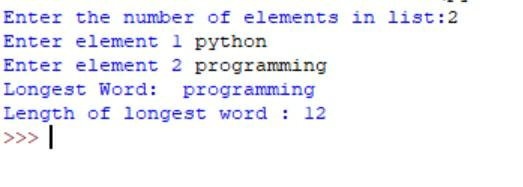 Enter the number of elements in list:2
Enter element 1 python
Enter element 2 programming
Longest Word:  programming
Length of longest word : 12
>>>